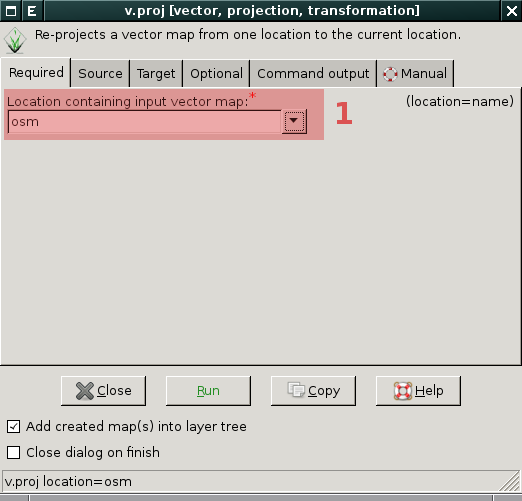 v.proj [vector, projection, transformation]
Re-projects a vector map from one location to the current location.
Required Source Target Optional Command output Manual
Location containing input vector map:* (location=name)
osm
1
Close Run Copy Help
Add created map(s) into layer tree
Close dialog on finish
v.proj location=osm